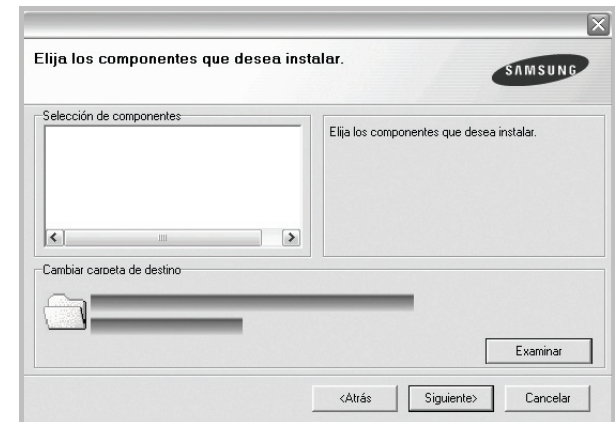 Elija los componentes que desea instalar.
SAMSUNG
Selección de componentes
Elija los componentes que desea instalar.
Cambiar carpeta de destino
Examinar
<Atrás
Siguiente>
Cancelar